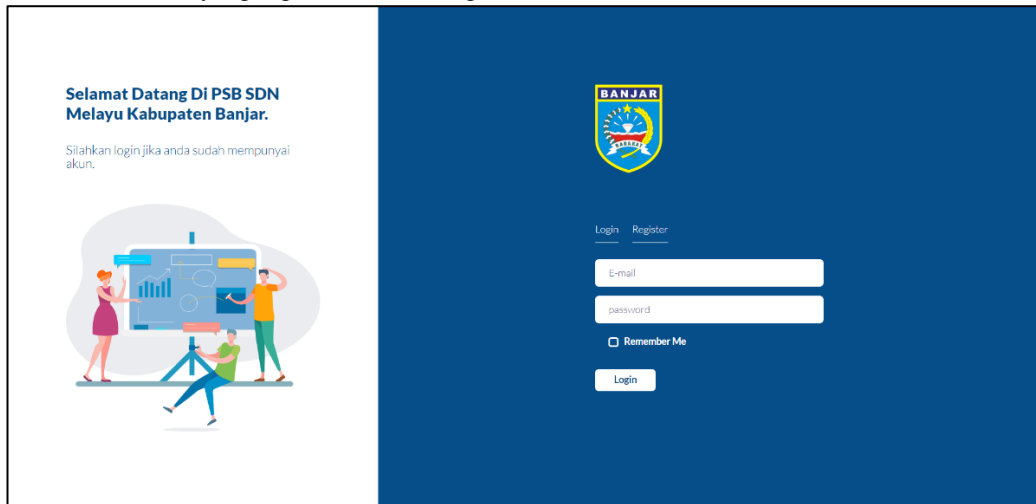 Selamat Datang Di PSB SDN
Melayu Kabupaten Banjar.
Silahkan login jika anda sudah mempunyai
akun.
BANJAR
BARAKAT
Login Register
E-mail
password
Remember Me
Login